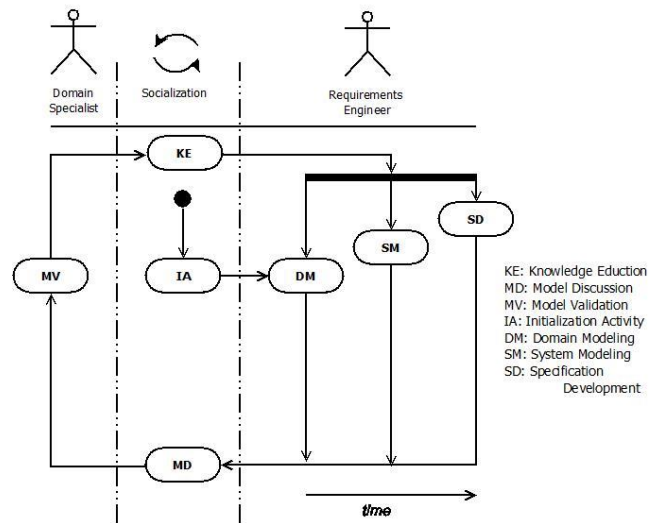 Domain
Specialist
Socialization
Requirements
Engineer
KE
SD
SM
MV
IA
DM
KE: Knowledge Eduction
MD: Model Discussion
MV: Model Validation
IA: Initialization Activity
DM: Domain Modeling
SM: System Modeling
SD: Specification
Development
MD
time